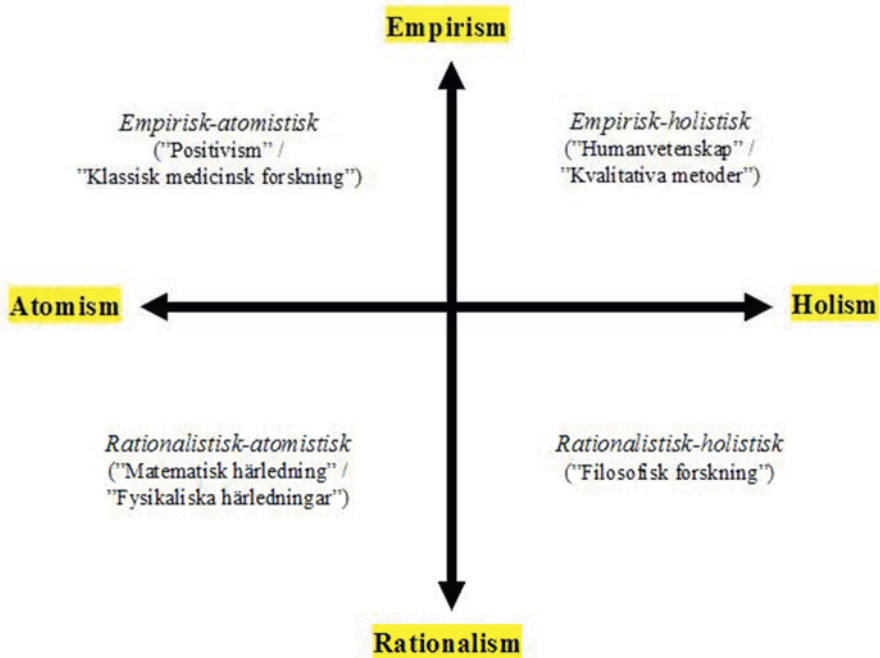 Empirism
Empirisk-atomistisk
(”Positivism” /
”Klassisk medicinsk forskning”)
Empirisk-holistisk
(”Humanvetenskap” /
”Kvalitativa metoder”)
Atomism
Holism
Rationalistisk-atomistisk
(”Matematisk härledning” /
”Fysikaliska härledningar”)
Rationalistisk-holistisk
(”Filosofisk forskning”)
Rationalism